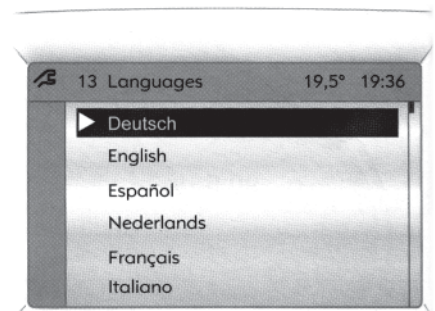 13 Languages 19,5° 19:36
Deutsch
English
Español
Nederlands
Français
Italiano